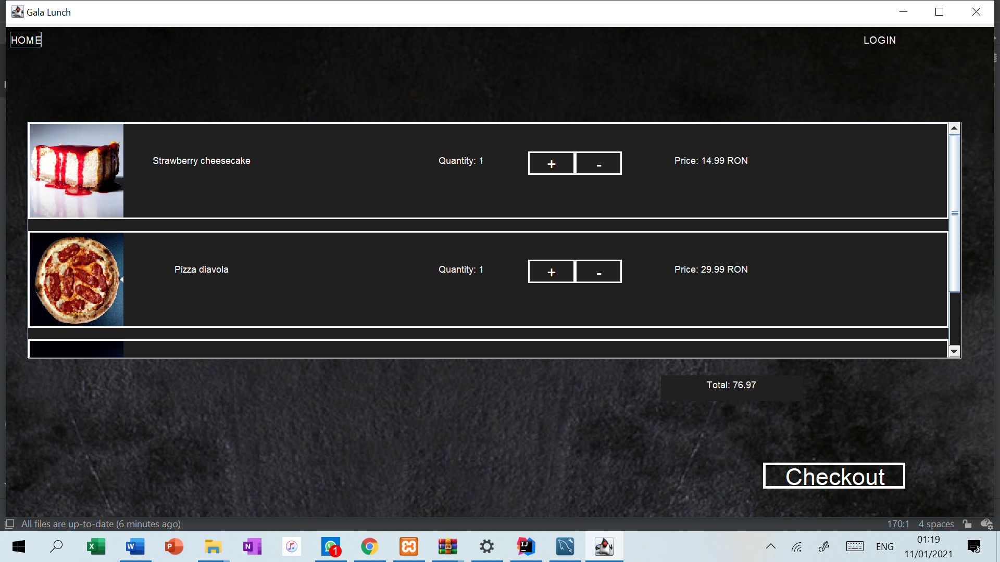 Gala Lunch
HOME
LOGIN
Strawberry cheesecake Quantity: 1 + - Price: 14.99 RON
Pizza diavola Quantity: 1 + - Price: 29.99 RON
Total: 76.97
Checkout
All files are up-to-date (6 minutes ago) 170:1 4 spaces
1
ENG
01:19
11/01/2021